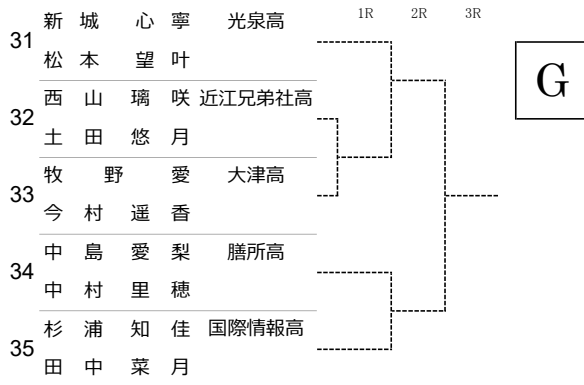 1R 2R 3R
31 新 城 心 寧 光泉高
松 本 望 叶
32 西 山 璃 咲 近江兄弟社高
土 田 悠 月
33 牧 野 愛 大津高
今 村 遥 香
34 中 島 愛 梨 膳所高
中 村 里 穂
35 杉 浦 知 佳 国際情報高
田 中 菜 月
G